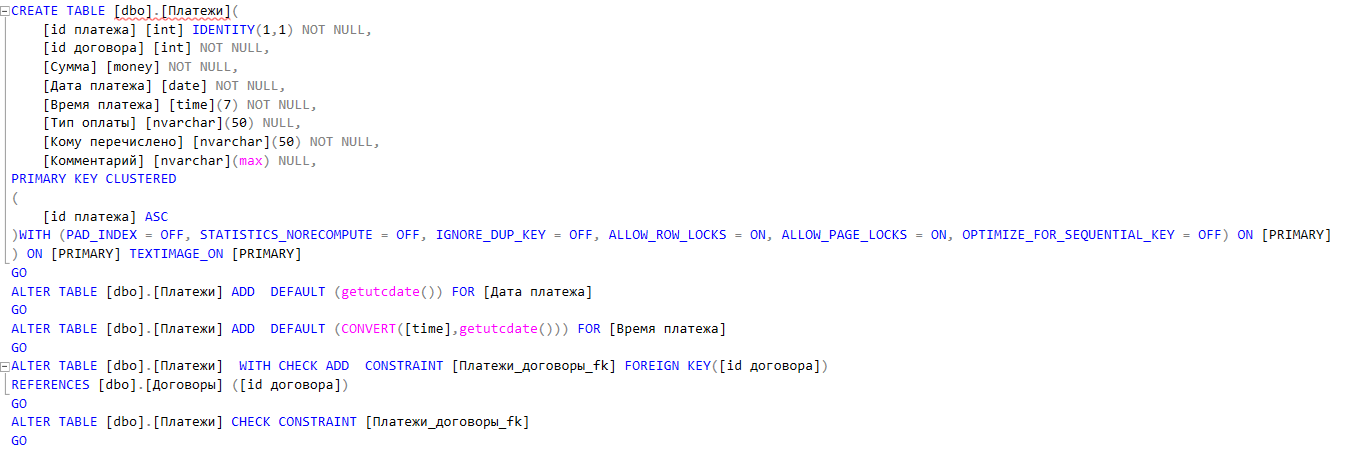 CREATE TABLE [dbo].[Платежи](
    [id платежа] [int] IDENTITY(1,1) NOT NULL,
    [id договора] [int] NOT NULL,
    [Сумма] [money] NOT NULL,
    [Дата платежа] [date] NOT NULL,
    [Время платежа] [time](7) NOT NULL,
    [Тип оплаты] [nvarchar](50) NULL,
    [Кому перечислено] [nvarchar](50) NOT NULL,
    [Комментарий] [nvarchar](max) NULL,
PRIMARY KEY CLUSTERED
(
    [id платежа] ASC
)WITH (PAD_INDEX = OFF, STATISTICS_NORECOMPUTE = OFF, IGNORE_DUP_KEY = OFF, ALLOW_ROW_LOCKS = ON, ALLOW_PAGE_LOCKS = ON, OPTIMIZE_FOR_SEQUENTIAL_KEY = OFF) ON [PRIMARY]
) ON [PRIMARY] TEXTIMAGE_ON [PRIMARY]
GO
ALTER TABLE [dbo].[Платежи] ADD  DEFAULT (getutcdate()) FOR [Дата платежа]
GO
ALTER TABLE [dbo].[Платежи] ADD  DEFAULT (CONVERT([time],getutcdate())) FOR [Время платежа]
GO
ALTER TABLE [dbo].[Платежи]  WITH CHECK ADD  CONSTRAINT [Платежи_договоры_fk] FOREIGN KEY([id договора])
REFERENCES [dbo].[Договоры] ([id договора])
GO
ALTER TABLE [dbo].[Платежи] CHECK CONSTRAINT [Платежи_договоры_fk]
GO